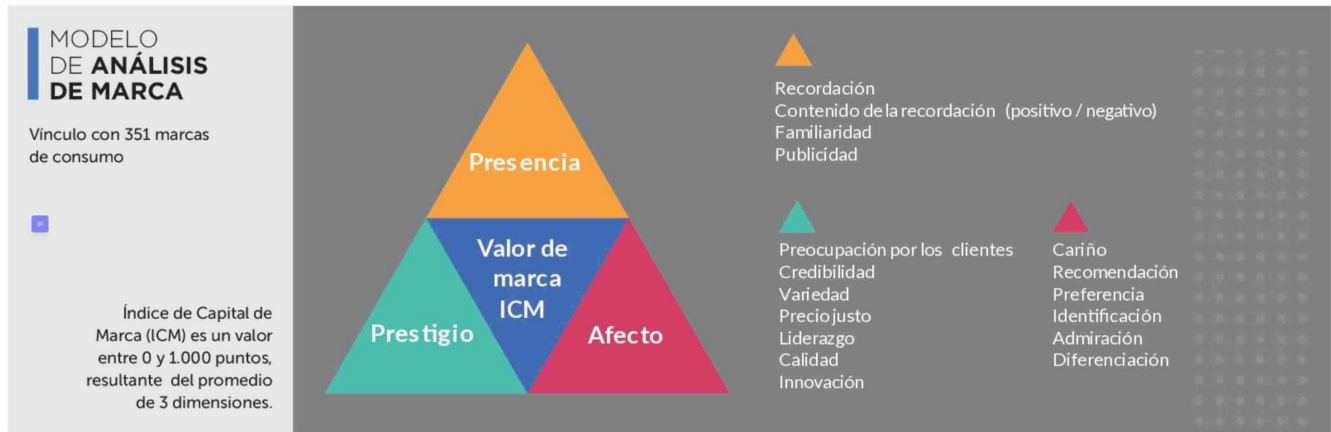 MODELO
DE ANÁLISIS
DE MARCA
Vínculo con 351 marcas
de consumo
Índice de Capital de
Marca (ICM) es un valor
entre 0 y 1.000 puntos,
resultante del promedio
de 3 dimensiones.
Presencia
Valor de
marca
ICM
Prestigio
Afecto
Recordación
Contenido de la recordación (positivo / negativo)
Familiaridad
Publicidad
Preocupación por los clientes
Credibilidad
Variedad
Precio justo
Liderazgo
Calidad
Innovación
Cariño
Recomendación
Preferencia
Identificación
Admiración
Diferenciación